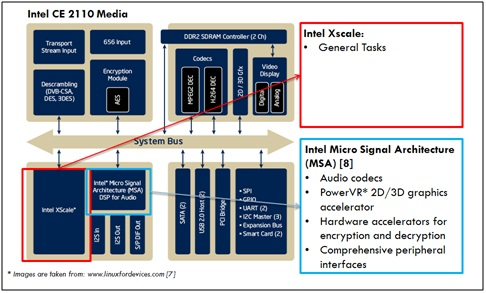 Intel CE 2110 Media
Transport
Stream Input
656 Input
Descrambling
(DVB-CSA,
DES, 3DES)
Encryption
Module
AES
DDR2 SDRAM Controller (2 Ch)
Codecs
MPEG2 DEC
H.264 DEC
2D / 3D Gfx
Video
Display
Digital
Analog
System Bus
Intel XScale*
Intel® Micro Signal
Architecture (MSA)
DSP for Audio
I2S In
I2S Out
S/P DIF Out
SATA (2)
USB 2.0 Host (2)
I²O Bridge
• SPI
• GPIO
• UART (2)
• I2C Master (3)
• Expansion Bus
• Smart Card (2)
Intel Xscale:
• General Tasks
Intel Micro Signal Architecture
(MSA) [8]
• Audio codecs
• PowerVR* 2D/3D graphics
accelerator
• Hardware accelerators for
encryption and decryption
• Comprehensive peripheral
interfaces
* Images are taken from: www.linuxfordevices.com [7]